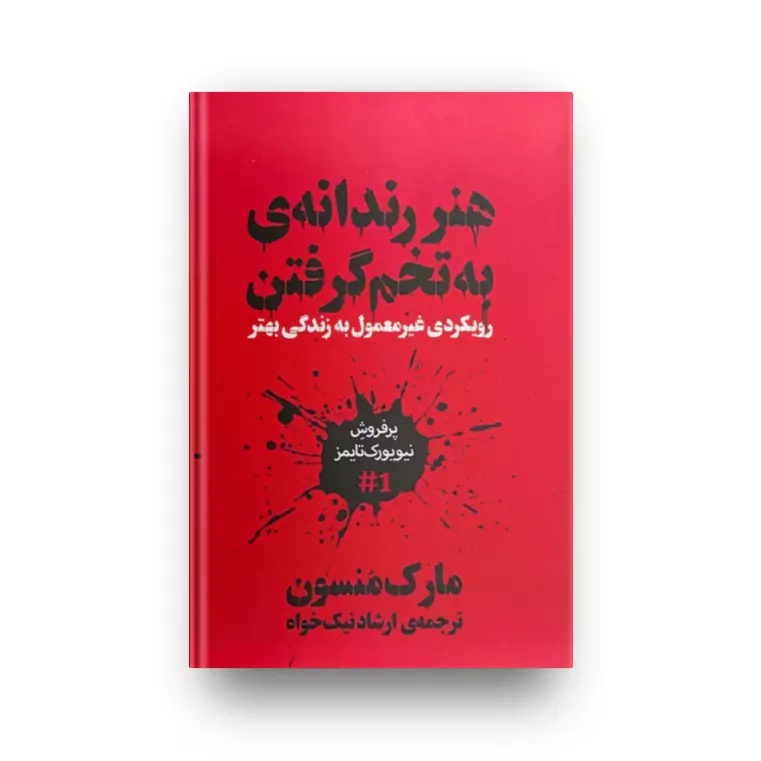 هنر رندانه‌ی
به تخم گرفتن
رویکردی غیرمعمول به زندگی بهتر
پرفروشِ
نیویورک‌تایمز
#1
مارک مَنسون
ترجمه‌ی ارشاد نیک‌خواه